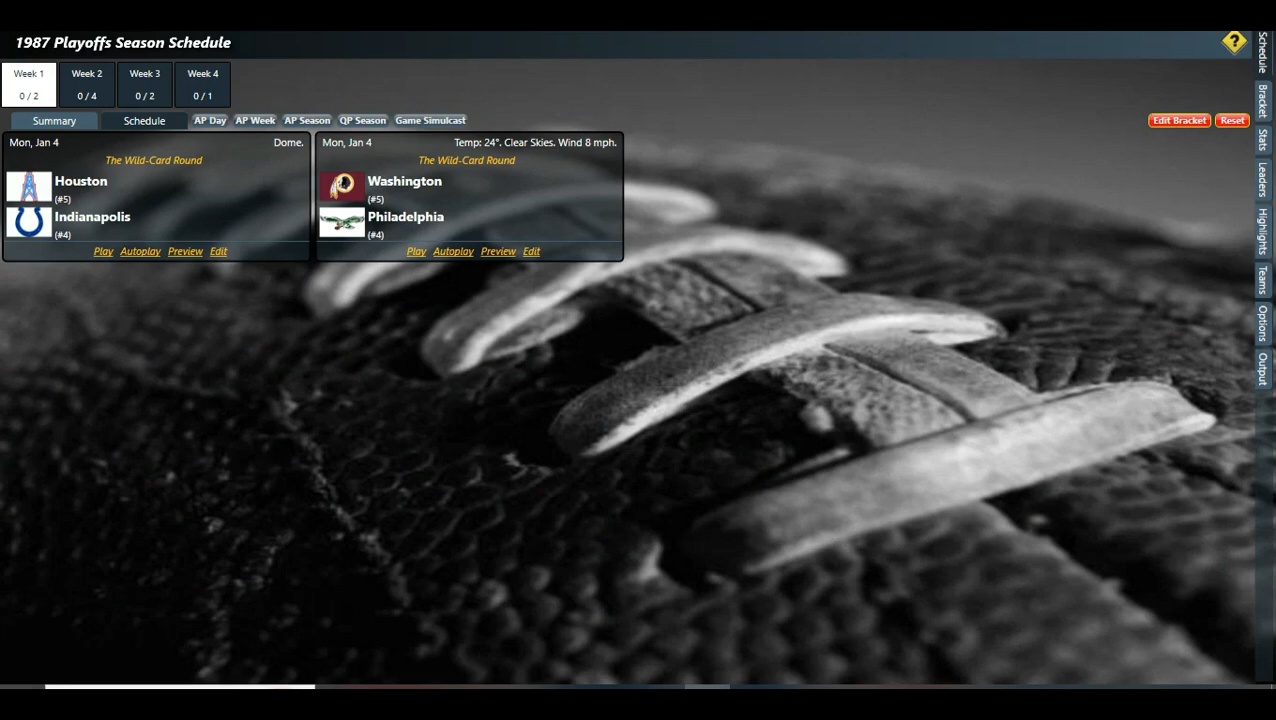 1987 Playoffs Season Schedule
?
Week 1
0 / 2
Week 2
0 / 4
Week 3
0 / 2
Week 4
0 / 1
Summary
Schedule
AP Day
AP Week
AP Season
QP Season
Game Simulcast
Edit Bracket
Reset
Mon, Jan 4
Dome.
The Wild-Card Round
Houston
(#5)
Indianapolis
(#4)
Play Autoplay Preview Edit
Mon, Jan 4
Temp: 24°. Clear Skies. Wind 8 mph.
The Wild-Card Round
Washington
(#5)
Philadelphia
(#4)
Play Autoplay Preview Edit
Schedule
Bracket
Stats
Leaders
Highlights
Teams
Options
Output